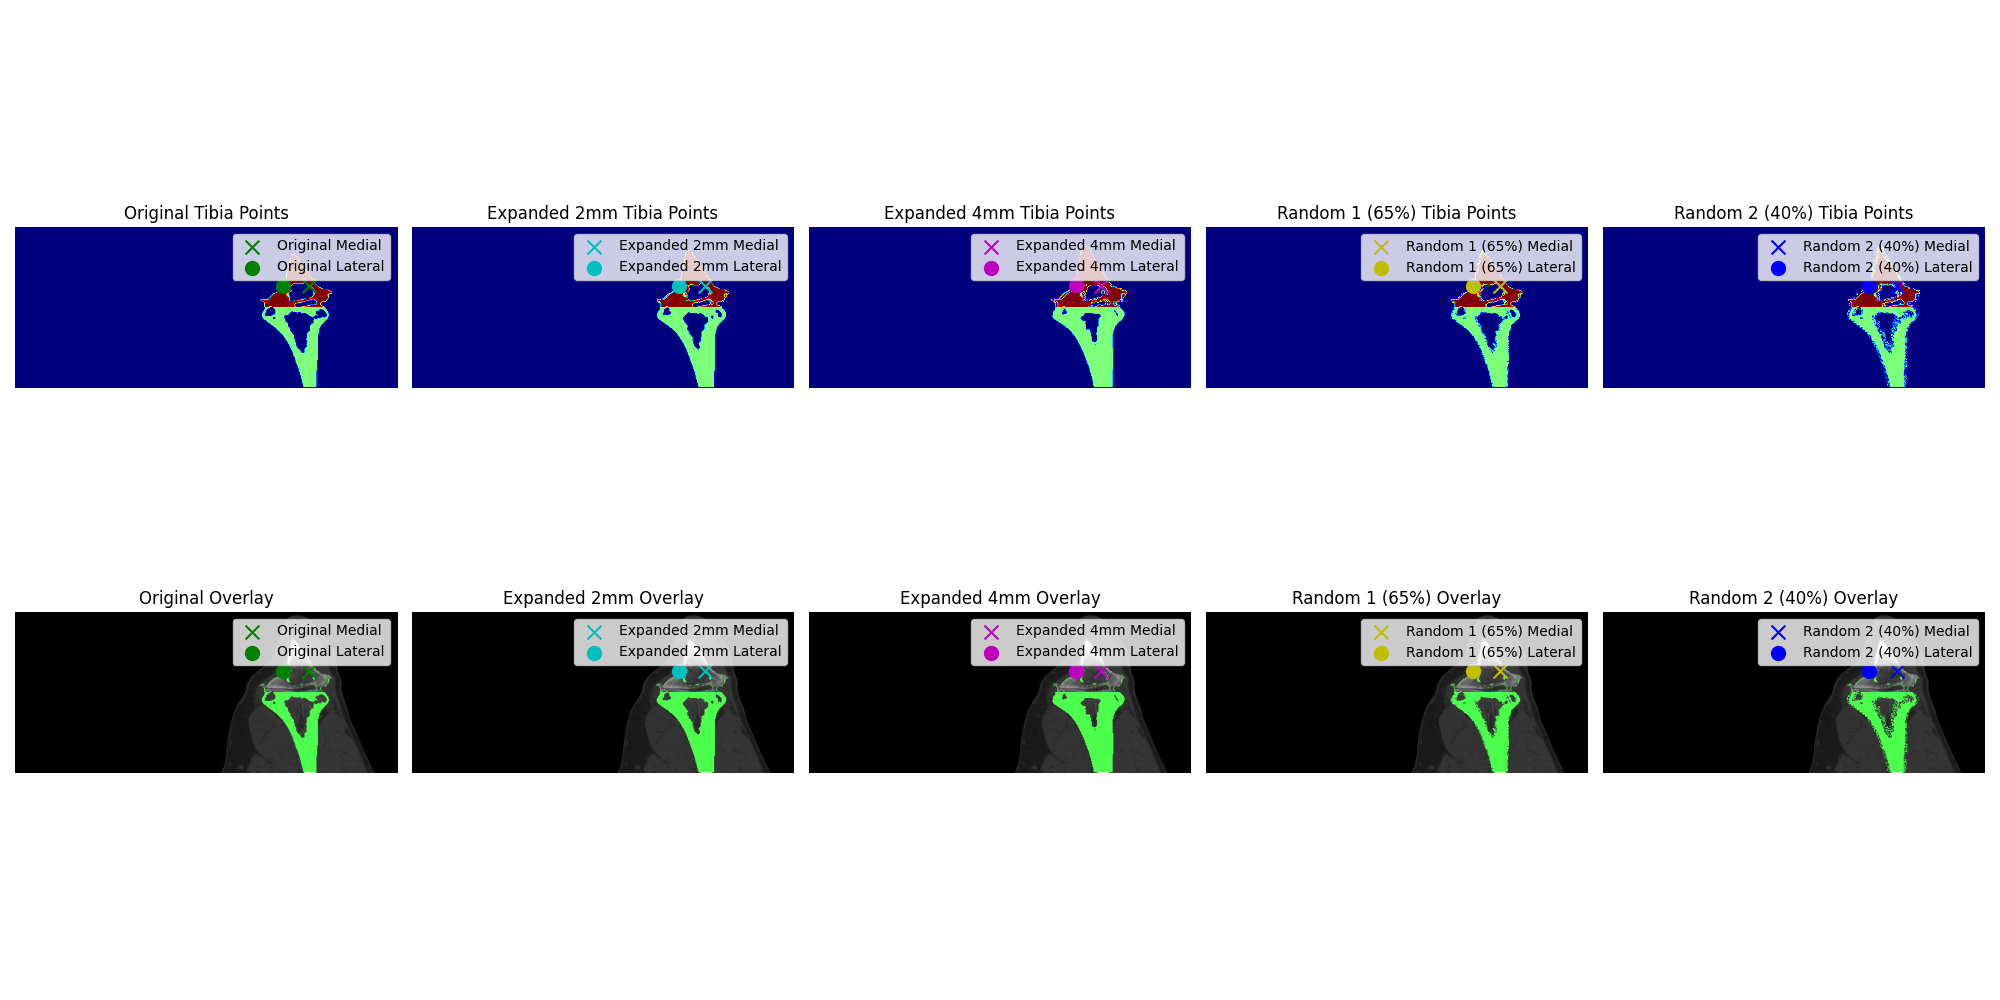 Original Tibia Points
Original Medial
Original Lateral
Expanded 2mm Tibia Points
Expanded 2mm Medial
Expanded 2mm Lateral
Expanded 4mm Tibia Points
Expanded 4mm Medial
Expanded 4mm Lateral
Random 1 (65%) Tibia Points
Random 1 (65%) Medial
Random 1 (65%) Lateral
Random 2 (40%) Tibia Points
Random 2 (40%) Medial
Random 2 (40%) Lateral
Original Overlay
Original Medial
Original Lateral
Expanded 2mm Overlay
Expanded 2mm Medial
Expanded 2mm Lateral
Expanded 4mm Overlay
Expanded 4mm Medial
Expanded 4mm Lateral
Random 1 (65%) Overlay
Random 1 (65%) Medial
Random 1 (65%) Lateral
Random 2 (40%) Overlay
Random 2 (40%) Medial
Random 2 (40%) Lateral